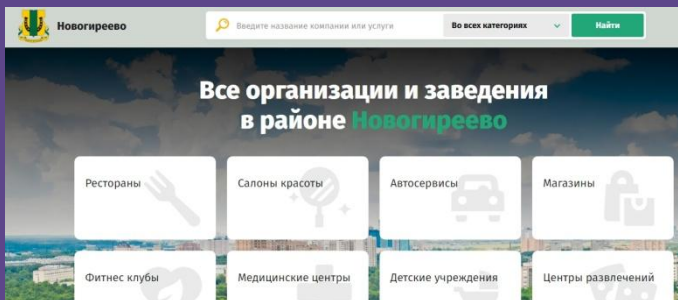 Новогиреево
Введите название компании или услуги
Во всех категориях
Найти
Все организации и заведения
в районе Новогиреево
Рестораны
Салоны красоты
Автосервисы
Магазины
Фитнес клубы
Медицинские центры
Детские учреждения
Центры развлечений